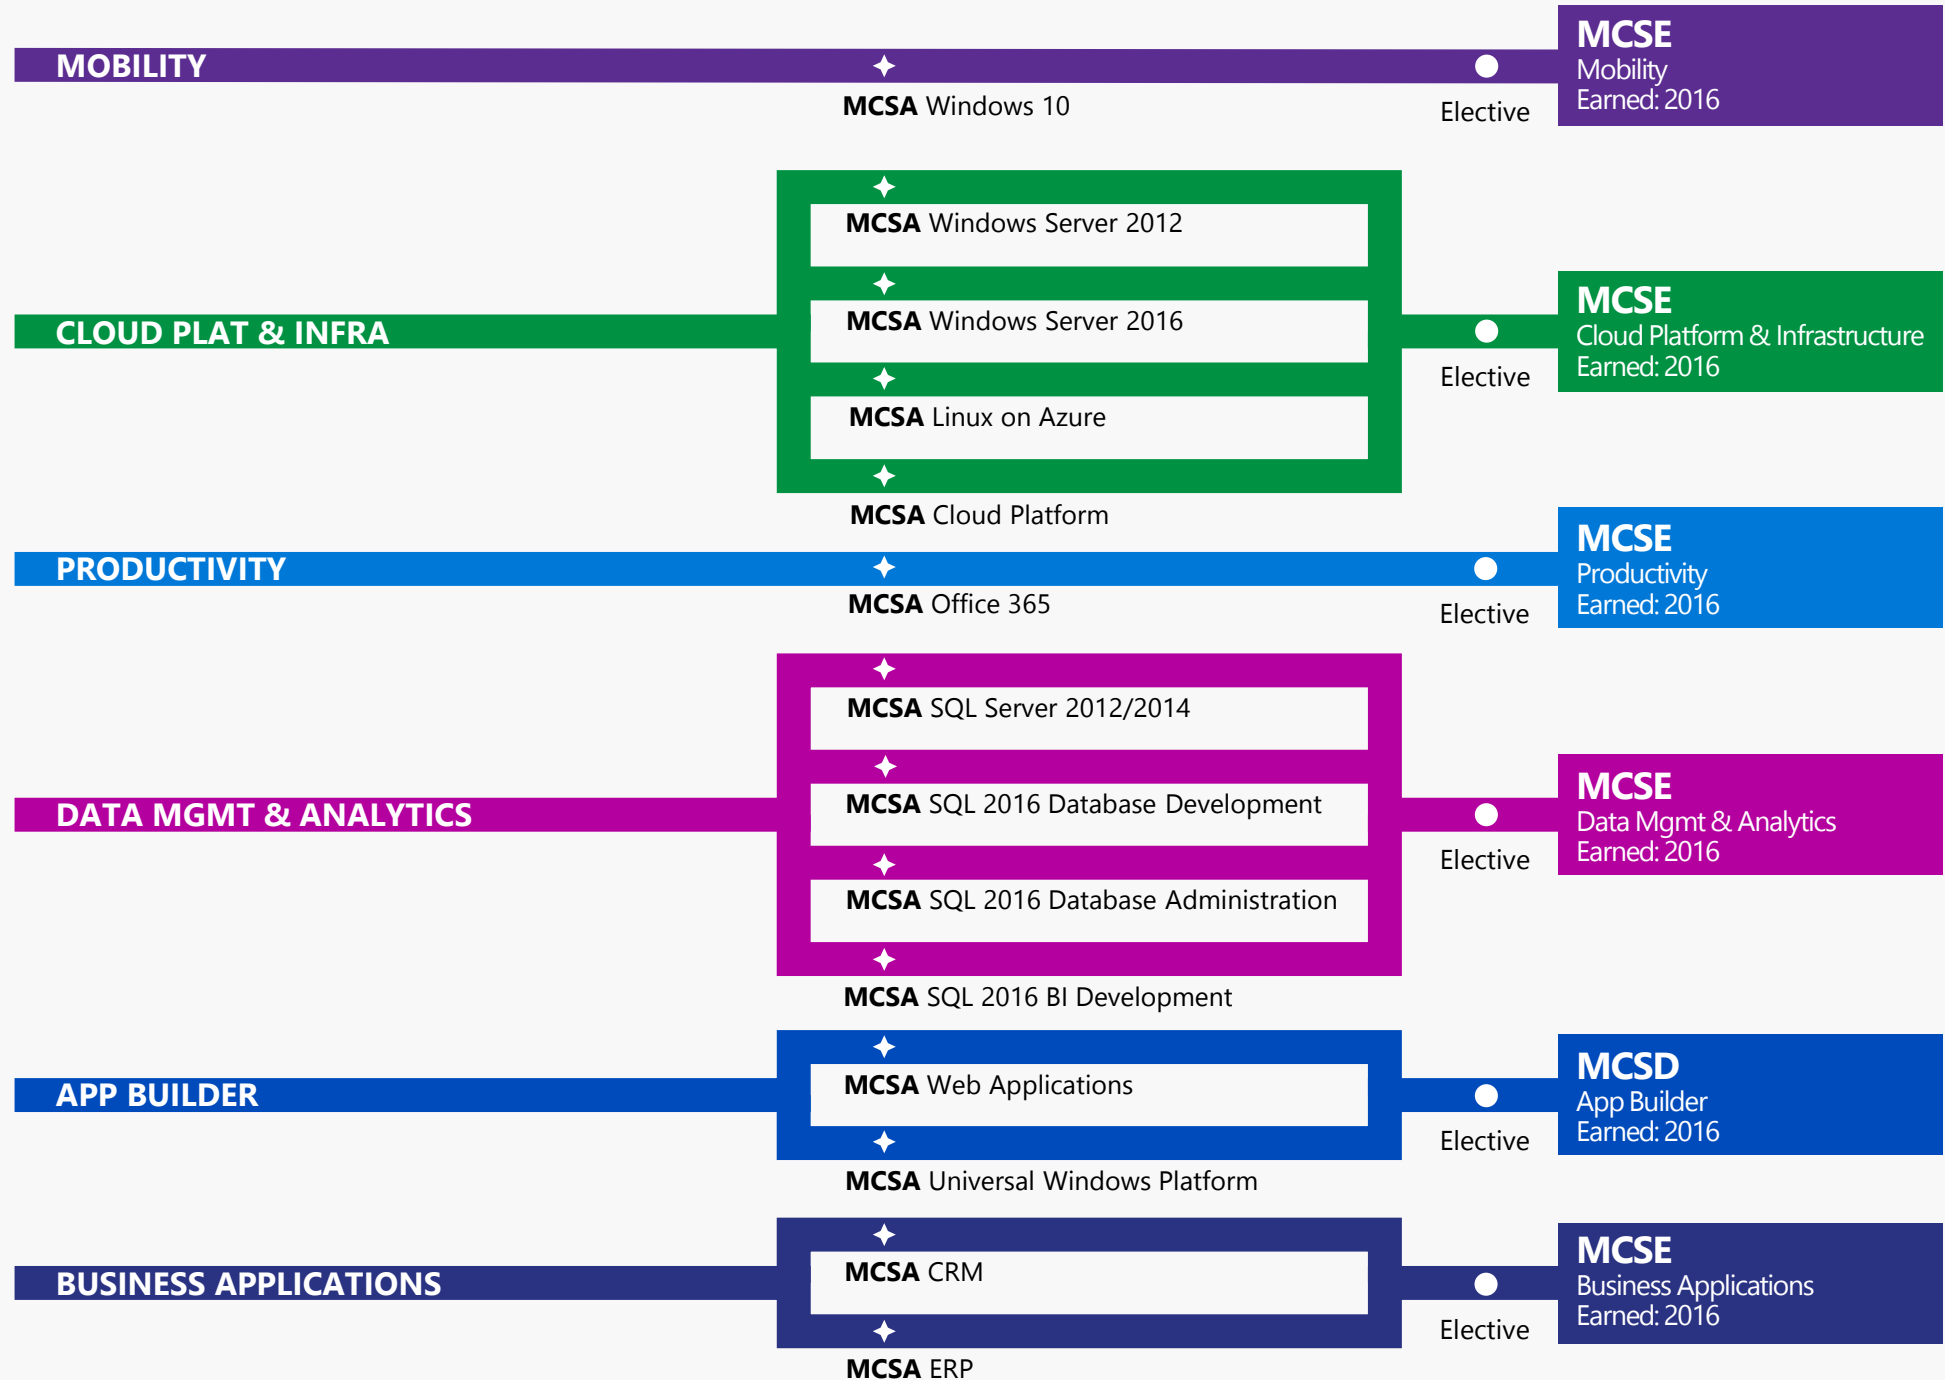 MOBILITY
MCSA Windows 10
Elective
MCSE
Mobility
Earned: 2016
CLOUD PLAT & INFRA
MCSA Windows Server 2012
MCSA Windows Server 2016
MCSA Linux on Azure
MCSA Cloud Platform
Elective
MCSE
Cloud Platform & Infrastructure
Earned: 2016
PRODUCTIVITY
MCSA Office 365
Elective
MCSE
Productivity
Earned: 2016
DATA MGMT & ANALYTICS
MCSA SQL Server 2012/2014
MCSA SQL 2016 Database Development
MCSA SQL 2016 Database Administration
MCSA SQL 2016 BI Development
Elective
MCSE
Data Mgmt & Analytics
Earned: 2016
APP BUILDER
MCSA Web Applications
MCSA Universal Windows Platform
Elective
MCSD
App Builder
Earned: 2016
BUSINESS APPLICATIONS
MCSA CRM
MCSA ERP
Elective
MCSE
Business Applications
Earned: 2016